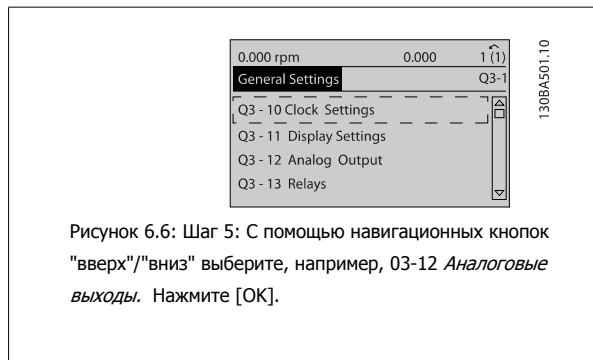 0.000 rpm 0.000 1 (1)
General Settings Q3-1
Q3 - 10 Clock Settings
Q3 - 11 Display Settings
Q3 - 12 Analog Output
Q3 - 13 Relays
130BA501.10
Рисунок 6.6: Шаг 5: С помощью навигационных кнопок
"вверх"/"вниз" выберите, например, 03-12 Аналоговые
выходы. Нажмите [OK].